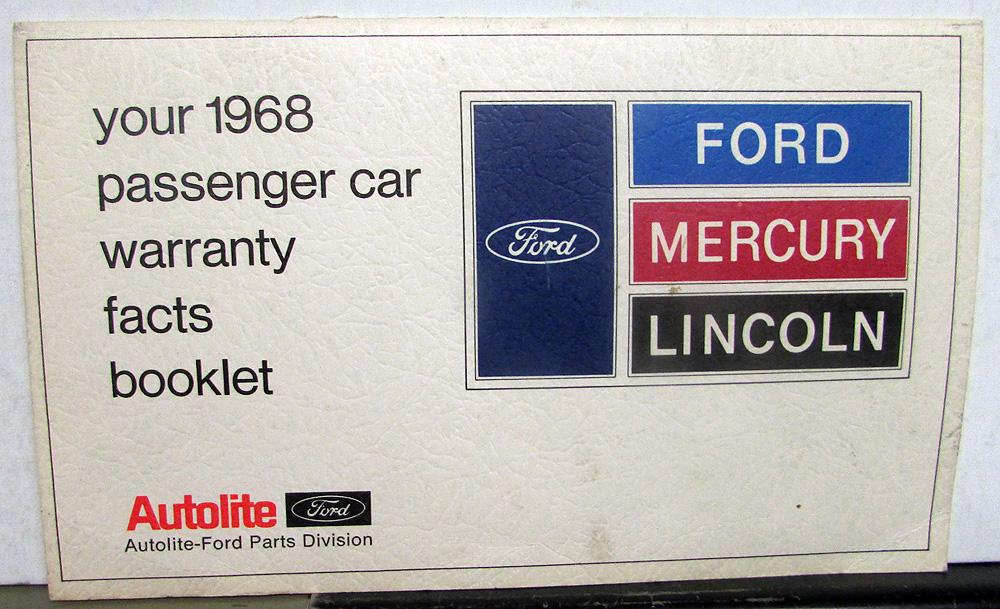 your 1968
passenger car
warranty
facts
booklet
Ford
FORD
MERCURY
LINCOLN
Autolite Ford
Autolite-Ford Parts Division